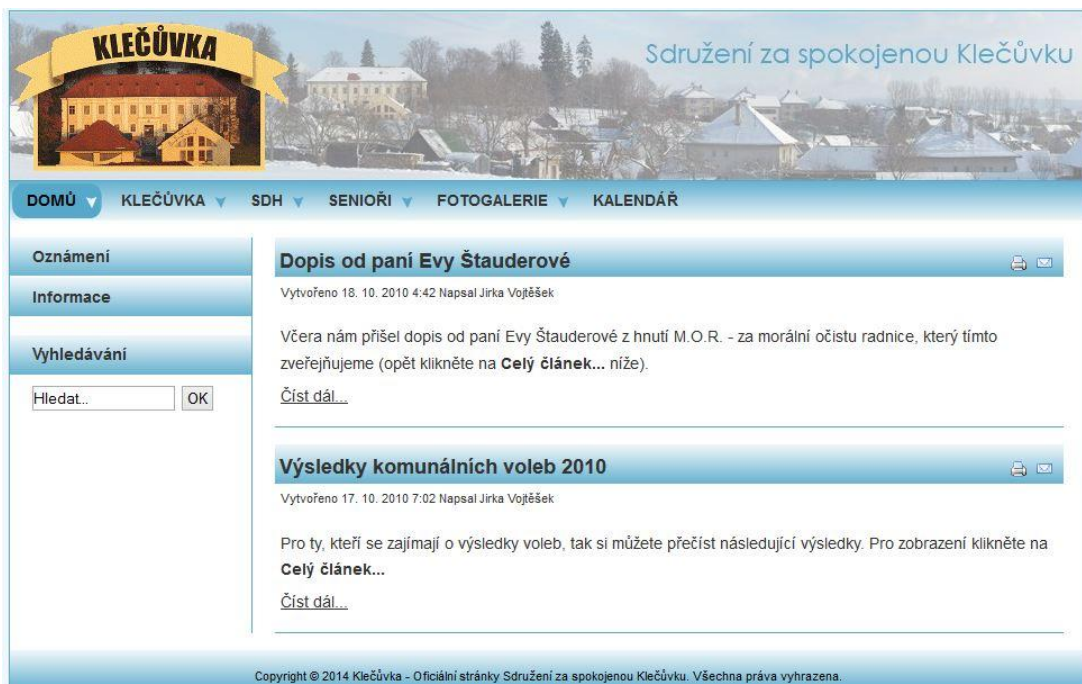 KLEČŮVKA
Sdružení za spokojenou Klečůvku
DOMŮ KLEČŮVKA SDH SENIOŘI FOTOGALERIE KALENDÁŘ
Oznámení
Informace
Vyhledávání
Hledat... OK
Dopis od paní Evy Štauderové
Vytvořeno 18. 10. 2010 4:42 Napsal Jirka Vojtěšek
Včera nám přišel dopis od paní Evy Štauderové z hnutí M.O.R. - za morální očistu radnice, který tímto
zveřejňujeme (opět klikněte na Celý článek... níže).
Číst dál...
Výsledky komunálních voleb 2010
Vytvořeno 17. 10. 2010 7:02 Napsal Jirka Vojtěšek
Pro ty, kteří se zajímají o výsledky voleb, tak si můžete přečíst následující výsledky. Pro zobrazení klikněte na
Celý článek...
Číst dál...
Copyright © 2014 Klečůvka - Oficiální stránky Sdružení za spokojenou Klečůvku. Všechna práva vyhrazena.